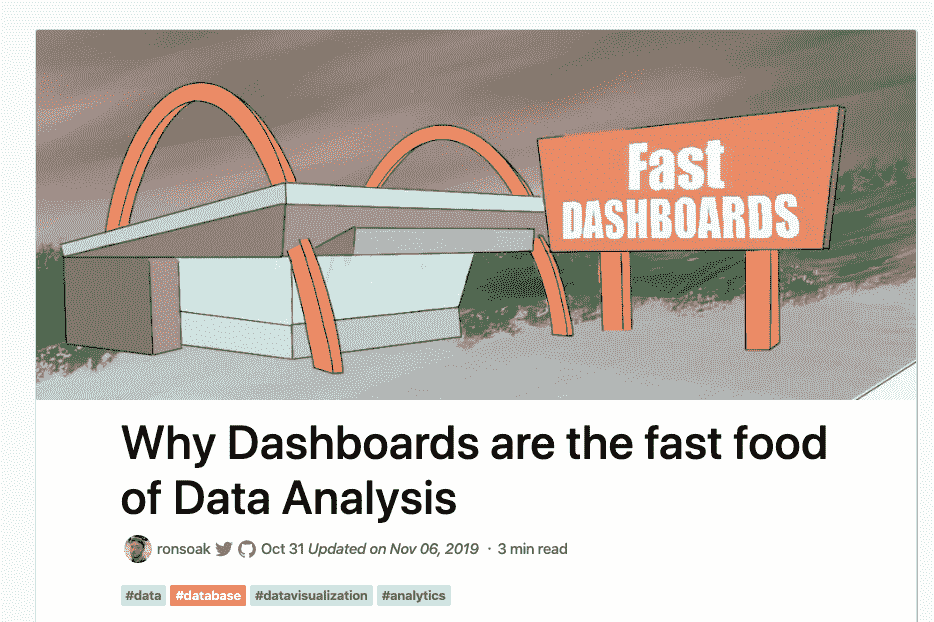 Fast
DASHBOARDS
Why Dashboards are the fast food
of Data Analysis
ronsoak Oct 31 Updated on Nov 06, 2019 · 3 min read
#data #database #datavisualization #analytics